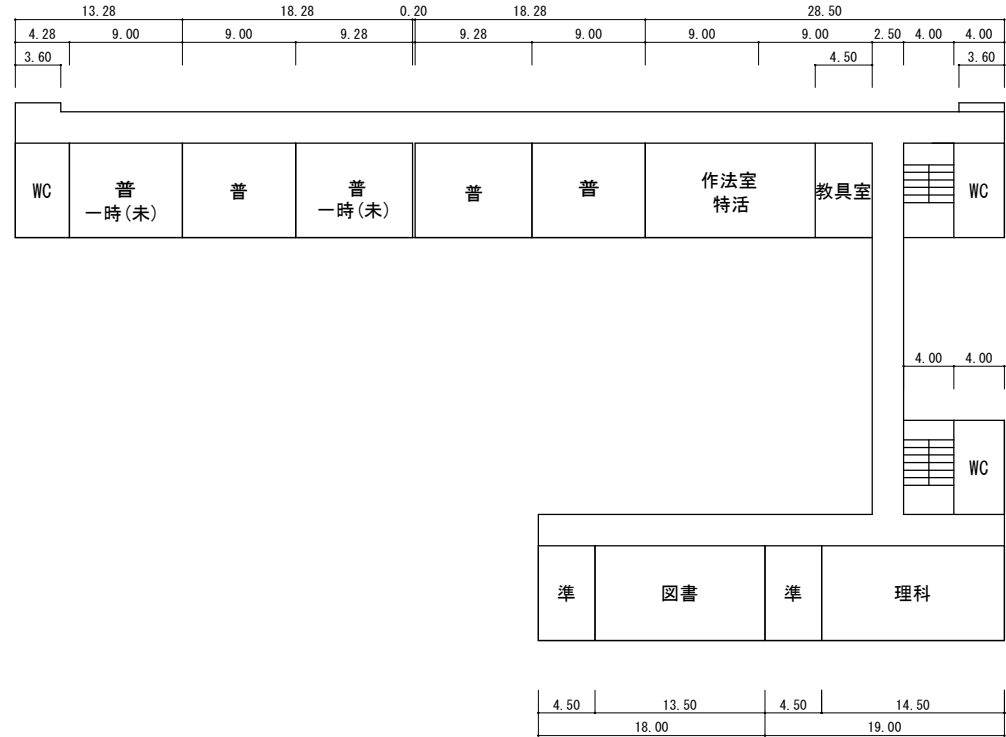 13.28 18.28 0.20 18.28 28.50
4.28 9.00 9.00 9.28 9.28 9.00 9.00 9.00 2.50 4.00 4.00
3.60 4.50 3.60
WC
普
一時(未)
普
普
一時(未)
普
普
作法室
特活
教具室
WC
4.00 4.00
WC
準
図書
準
理科
4.50 13.50 4.50 14.50
18.00 19.00